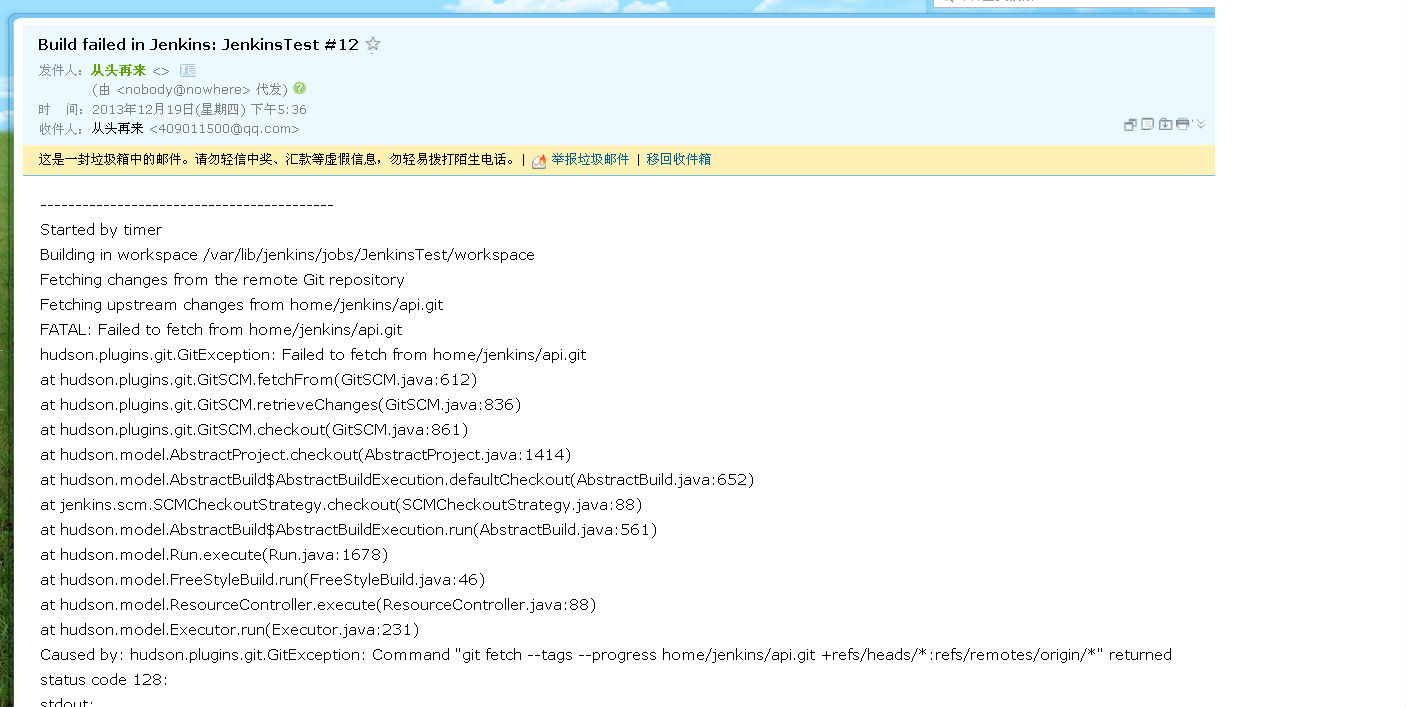 Build failed in Jenkins: JenkinsTest #12
发件人：从头再来 <>
(由 <nobody@nowhere> 代发)
时 间：2013年12月19日(星期四) 下午5:36
收件人：从头再来 <409011500@qq.com>
这是一封垃圾箱中的邮件。请勿轻信中奖、汇款等虚假信息，勿轻易拨打陌生电话。 | 举报垃圾邮件 | 移回收件箱
------------------------------------------
Started by timer
Building in workspace /var/lib/jenkins/jobs/JenkinsTest/workspace
Fetching changes from the remote Git repository
Fetching upstream changes from home/jenkins/api.git
FATAL: Failed to fetch from home/jenkins/api.git
hudson.plugins.git.GitException: Failed to fetch from home/jenkins/api.git
at hudson.plugins.git.GitSCM.fetchFrom(GitSCM.java:612)
at hudson.plugins.git.GitSCM.retrieveChanges(GitSCM.java:836)
at hudson.plugins.git.GitSCM.checkout(GitSCM.java:861)
at hudson.model.AbstractProject.checkout(AbstractProject.java:1414)
at hudson.model.AbstractBuild$AbstractBuildExecution.defaultCheckout(AbstractBuild.java:652)
at jenkins.scm.SCMCheckoutStrategy.checkout(SCMCheckoutStrategy.java:88)
at hudson.model.AbstractBuild$AbstractBuildExecution.run(AbstractBuild.java:561)
at hudson.model.Run.execute(Run.java:1678)
at hudson.model.FreeStyleBuild.run(FreeStyleBuild.java:46)
at hudson.model.ResourceController.execute(ResourceController.java:88)
at hudson.model.Executor.run(Executor.java:231)
Caused by: hudson.plugins.git.GitException: Command "git fetch --tags --progress home/jenkins/api.git +refs/heads/*:refs/remotes/origin/*" returned
status code 128:
stdout: